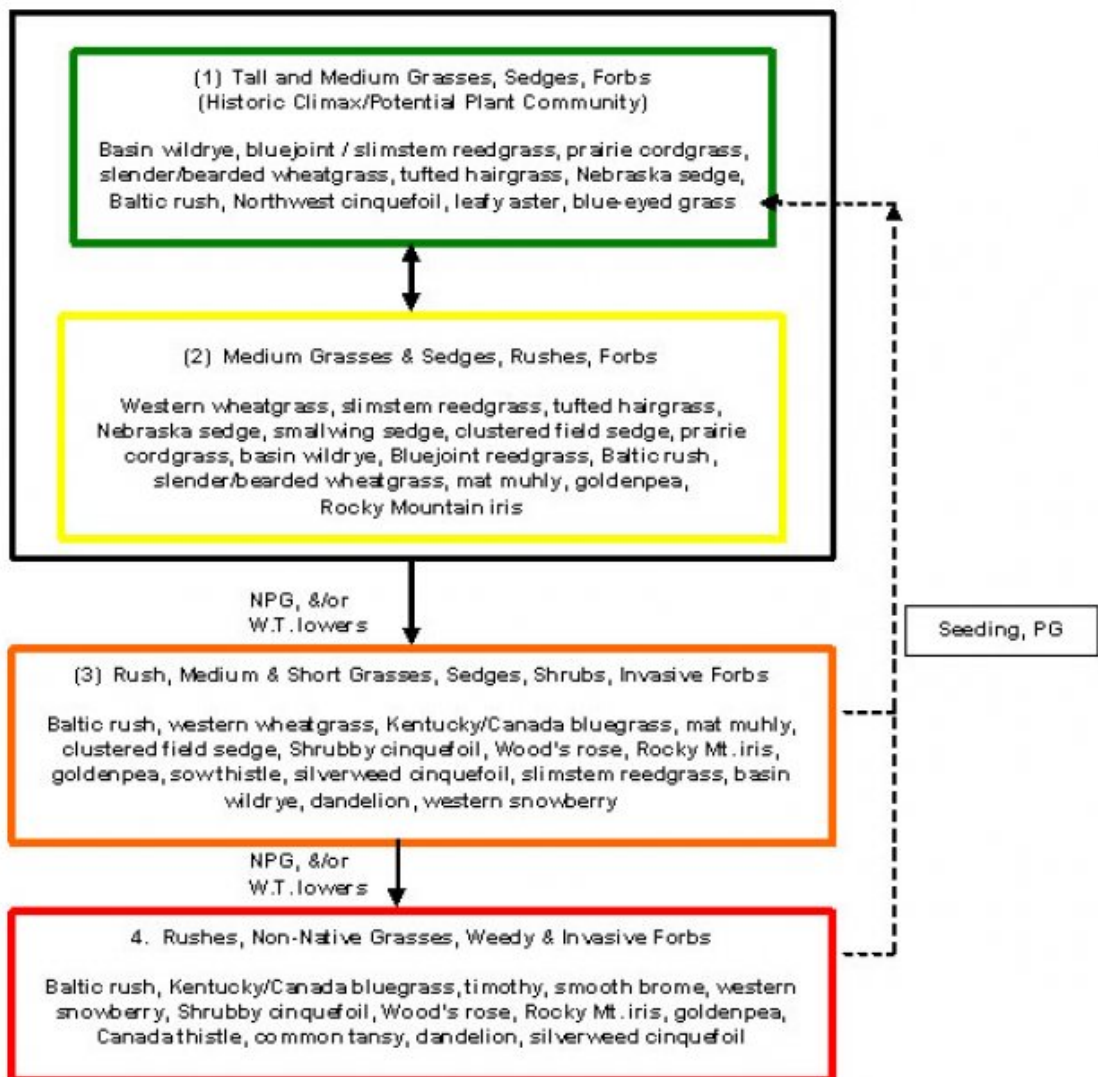 (1) Tall and Medium Grasses, Sedges, Forbs
(Historic Climax/Potential Plant Community)
Basin wildrye, bluejoint / slimstem reedgrass, prairie cordgrass,
slender/bearded wheatgrass, tufted hairgrass, Nebraska sedge,
Baltic rush, Northwest cinquefoil, leafy aster, blue-eyed grass
(2) Medium Grasses & Sedges, Rushes, Forbs
Western wheatgrass, slimstem reedgrass, tufted hairgrass,
Nebraska sedge, smallwing sedge, clustered field sedge, prairie
cordgrass, basin wildrye, Bluejoint reedgrass, Baltic rush,
slender/bearded wheatgrass, mat muhly, goldenpea,
Rocky Mountain iris
NPG, &/or
W.T. lowers
Seeding, PG
(3) Rush, Medium & Short Grasses, Sedges, Shrubs, Invasive Forbs
Baltic rush, western wheatgrass, Kentucky/Canada bluegrass, mat muhly,
clustered field sedge, Shrubby cinquefoil, Wood's rose, Rocky Mt. iris,
goldenpea, sowthistle, silverweed cinquefoil, slimstem reedgrass, basin
wildrye, dandelion, western snowberry
NPG, &/or
W.T. lowers
4. Rushes, Non-Native Grasses, Weedy & Invasive Forbs
Baltic rush, Kentucky/Canada bluegrass, timothy, smooth brome, western
snowberry, Shrubby cinquefoil, Wood's rose, Rocky Mt. iris, goldenpea,
Canada thistle, common tansy, dandelion, silverweed cinquefoil